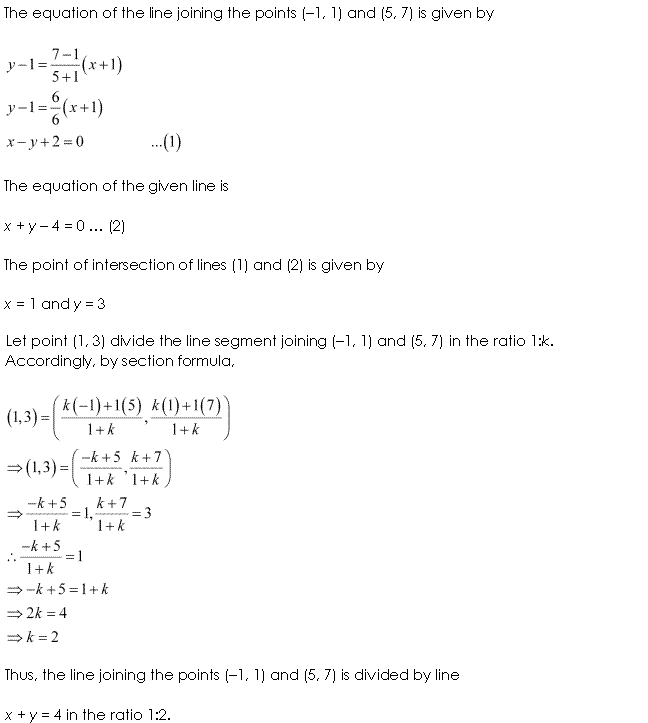 The equation of the line joining the points (–1, 1) and (5, 7) is given by
y−1=\frac{7−1}{5+1}(x+1)
y−1=\frac{6}{6}(x+1)
x−y+2=0 ...(1)
The equation of the given line is
x + y – 4 = 0 … (2)
The point of intersection of lines (1) and (2) is given by
x = 1 and y = 3
Let point (1, 3) divide the line segment joining (–1, 1) and (5, 7) in the ratio 1:k.
Accordingly, by section formula,
(1,3)=\left(\frac{k(−1)+1(5)}{1+k},\frac{k(1)+1(7)}{1+k}\right)
⇒(1,3)=\left(\frac{−k+5}{1+k},\frac{k+7}{1+k}\right)
⇒\frac{−k+5}{1+k}=1,\frac{k+7}{1+k}=3
∴\frac{−k+5}{1+k}=1
⇒−k+5=1+k
⇒2k=4
⇒k=2
Thus, the line joining the points (–1, 1) and (5, 7) is divided by line
x + y = 4 in the ratio 1:2.